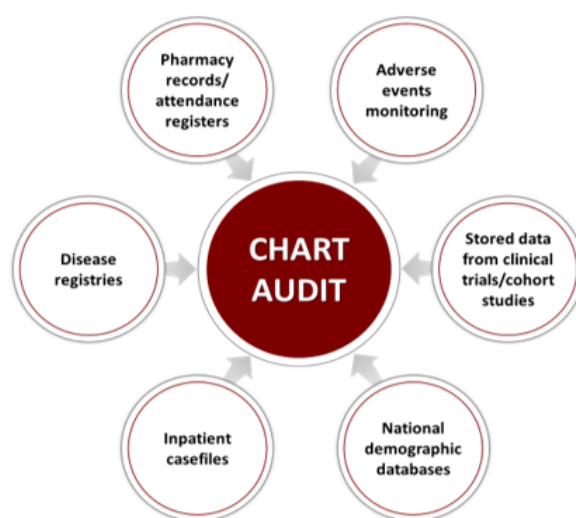 Pharmacy
records/
attendance
registers
Adverse
events
monitoring
Disease
registries
CHART
AUDIT
Stored data
from clinical
trials/cohort
studies
Inpatient
casefiles
National
demographic
databases